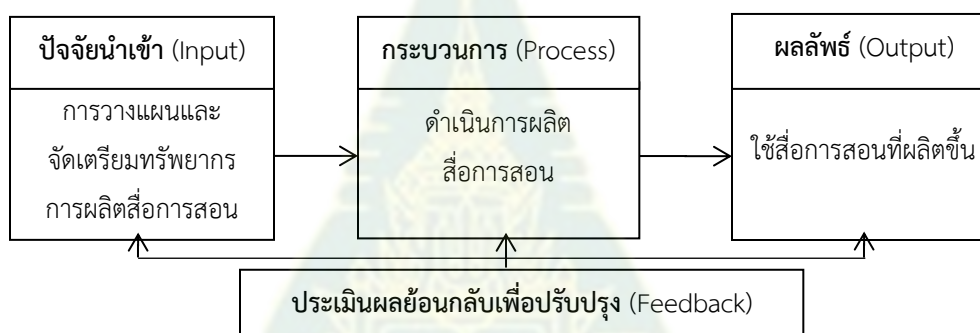 ปัจจัยนำเข้า (Input)
การวางแผนและ
จัดเตรียมทรัพยากร
การผลิตสื่อการสอน
กระบวนการ (Process)
ดำเนินการผลิต
สื่อการสอน
ผลลัพธ์ (Output)
ใช้สื่อการสอนที่ผลิตขึ้น
ประเมินผลย้อนกลับเพื่อปรับปรุง (Feedback)